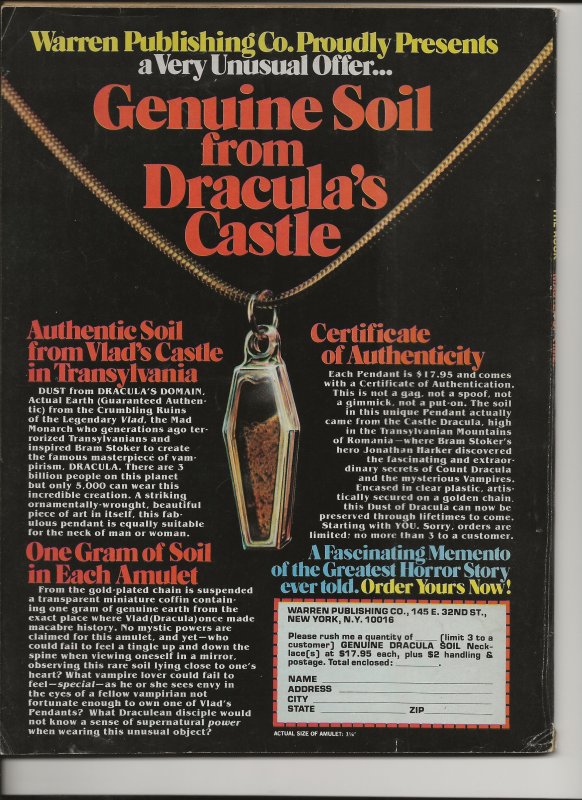 Warren Publishing Co. Proudly Presents
a Very Unusual Offer...
Genuine Soil
from
Dracula's
Castle
Authentic Soil
from Vlad's Castle
in Transylvania
DUST from DRACULA'S DOMAIN.
Actual Earth (Guaranteed Authen-
tic) from the Crumbling Ruins
of the Legendary Vlad, the Mad
Monarch who generations ago ter-
rorized Transylvanians and
inspired Bram Stoker to create
the famous masterpiece of vam-
pirism, DRACULA. There are 3
billion people on this planet
but only 5,000 can wear this
incredible creation. A striking
ornamentally-wrought, beautiful
piece of art in itself, this fab-
ulous pendant is equally suitable
for the neck of man or woman.
One Gram of Soil
in Each Amulet
From the gold-plated chain is suspended
a transparent miniature coffin contain-
ing one gram of genuine earth from the
exact place where Vlad (Dracula) once made
macabre history. No mystic powers are
claimed for this amulet, and yet—who
could fail to feel a tingle up and down the
spine when viewing oneself in a mirror,
observing this rare soil lying close to one's
heart? What vampire lover could fail to
feel—special—as he or she sees envy in
the eyes of a fellow vampirian not
fortunate enough to own one of Vlad's
Pendants? What Draculean disciple would
not know a sense of supernatural power
when wearing this unusual object?
Certificate
of Authenticity
Each Pendant is $17.95 and comes
with a Certificate of Authentication.
This is not a gag, not a spoof, not
a gimmick, not a put-on. The soil
in this unique Pendant actually
came from the Castle Dracula, high
in the Transylvanian Mountains
of Romania—where Bram Stoker's
hero Jonathan Harker discovered
the fascinating and extraor-
dinary secrets of Count Dracula
and the mysterious Vampires.
Encased in clear plastic, artis-
tically secured on a golden chain,
this Dust of Dracula can now be
preserved through lifetimes to come.
Starting with YOU. Sorry, orders are
limited: no more than 3 to a customer.
A Fascinating Memento
of the Greatest Horror Story
ever told. Order Yours Now!
WARREN PUBLISHING CO., 145 E. 32ND ST.,
NEW YORK, N.Y. 10016
Please rush me a quantity of ____ (limit 3 to a
customer) GENUINE DRACULA SOIL Neck-
lace(s) at $17.95 each, plus $2 handling &
postage. Total enclosed: ______.
NAME
ADDRESS
CITY
STATE ZIP
ACTUAL SIZE OF AMULET: 3⅛"